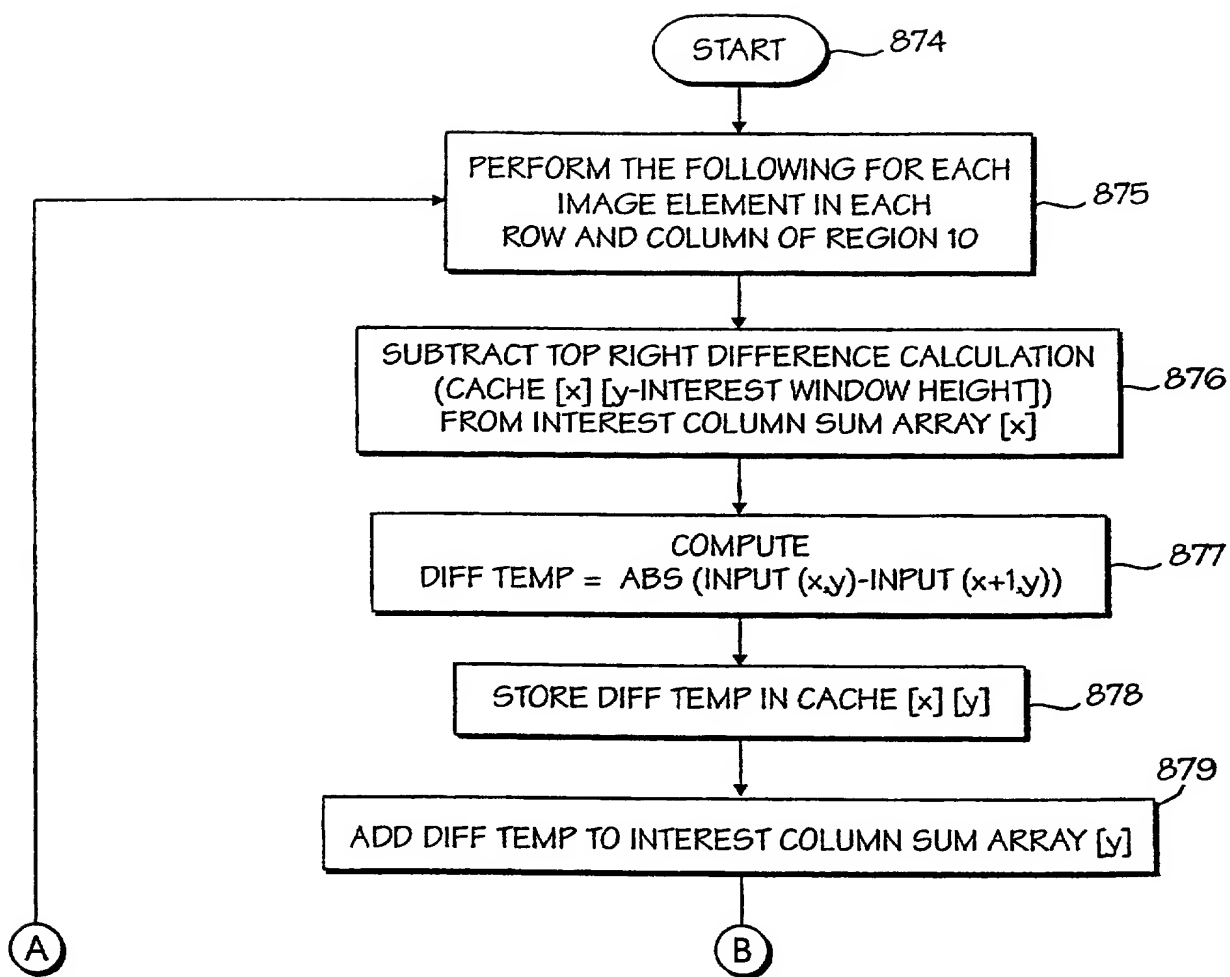 START
874
PERFORM THE FOLLOWING FOR EACH
IMAGE ELEMENT IN EACH
ROW AND COLUMN OF REGION 10
875
SUBTRACT TOP RIGHT DIFFERENCE CALCULATION
(CACHE [x] [y-INTEREST WINDOW HEIGHT])
FROM INTEREST COLUMN SUM ARRAY [x]
876
COMPUTE
DIFF TEMP = ABS (INPUT (x,y)-INPUT (x+1,y))
877
STORE DIFF TEMP IN CACHE [x] [y]
878
879
ADD DIFF TEMP TO INTEREST COLUMN SUM ARRAY [y]
A
B